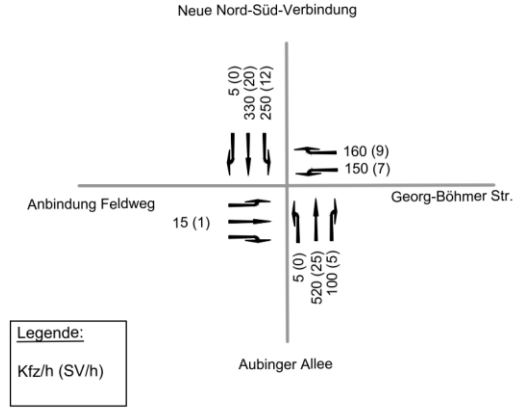 Neue Nord-Süd-Verbindung
5 (0)
330 (20)
250 (12)
160 (9)
150 (7)
Anbindung Feldweg
Georg-Böhmer Str.
15 (1)
5 (0)
520 (25)
100 (5)
Legende:
Kfz/h (SV/h)
Aubinger Allee